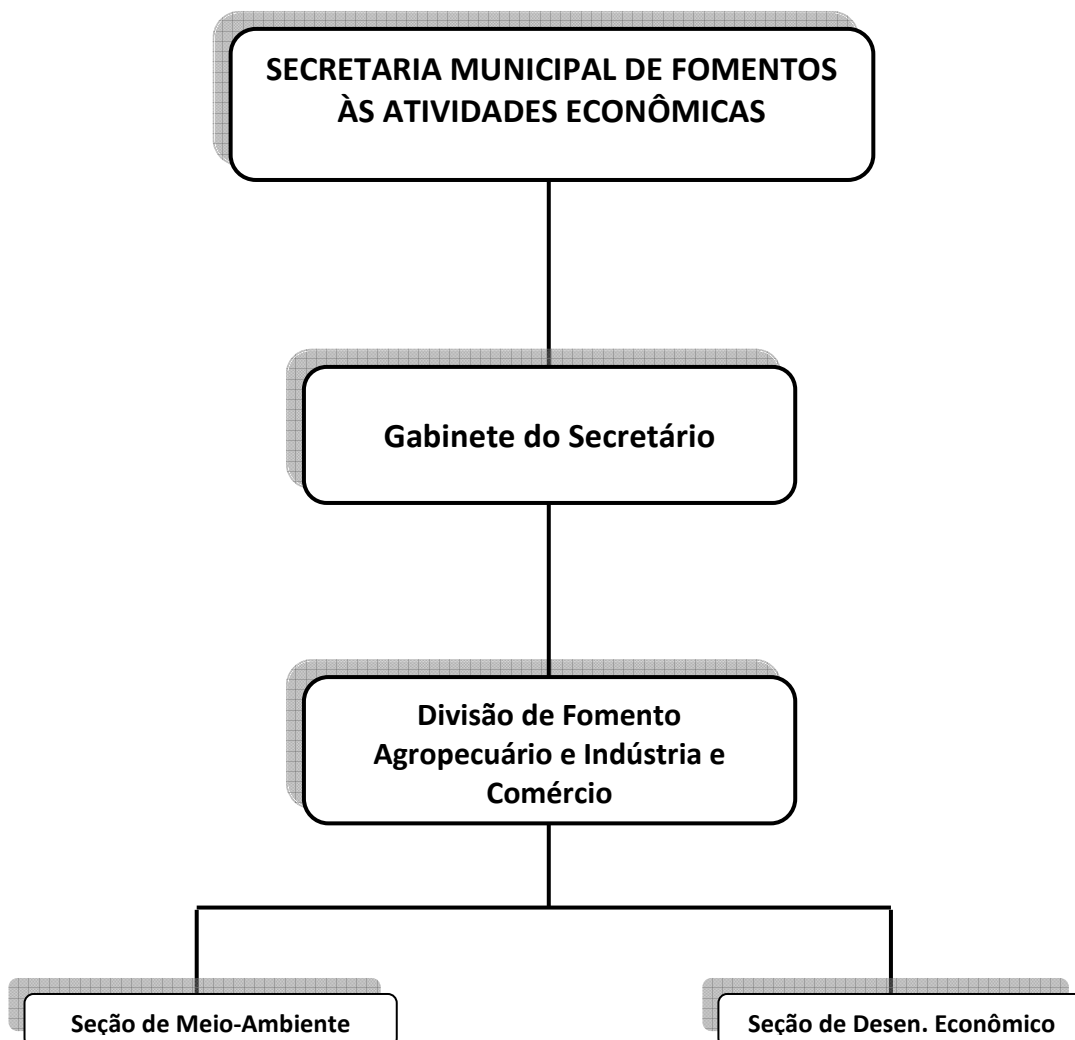 SECRETARIA MUNICIPAL DE FOMENTOS
ÀS ATIVIDADES ECONÔMICAS
Gabinete do Secretário
Divisão de Fomento
Agropecuário e Indústria e
Comércio
Seção de Meio-Ambiente
Seção de Desen. Econômico